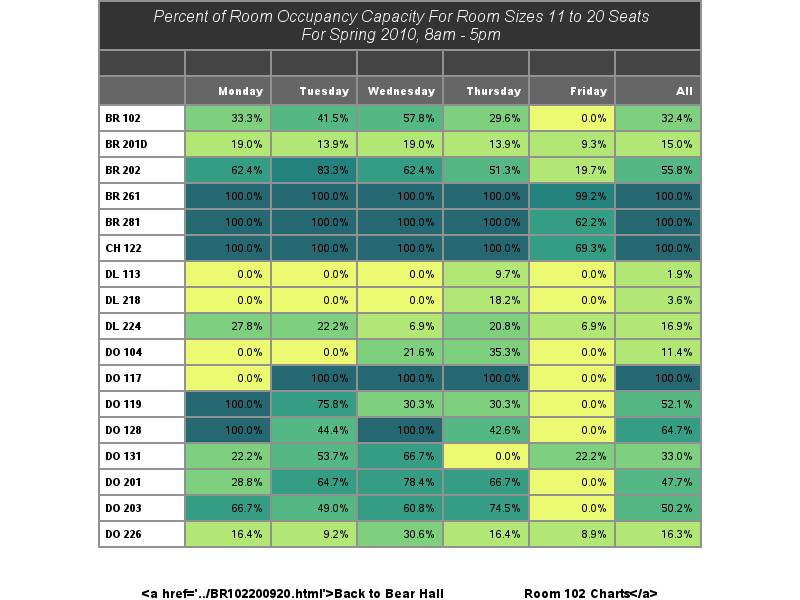 Percent of Room Occupancy Capacity For Room Sizes 11 to 20 Seats
For Spring 2010, 8am - 5pm
Monday Tuesday Wednesday Thursday Friday All
BR 102 33.3% 41.5% 57.8% 29.6% 0.0% 32.4%
BR 201D 19.0% 13.9% 19.0% 13.9% 9.3% 15.0%
BR 202 62.4% 83.3% 62.4% 51.3% 19.7% 55.8%
BR 261 100.0% 100.0% 100.0% 100.0% 99.2% 100.0%
BR 281 100.0% 100.0% 100.0% 100.0% 62.2% 100.0%
CH 122 100.0% 100.0% 100.0% 100.0% 69.3% 100.0%
DL 113 0.0% 0.0% 0.0% 9.7% 0.0% 1.9%
DL 218 0.0% 0.0% 0.0% 18.2% 0.0% 3.6%
DL 224 27.8% 22.2% 6.9% 20.8% 6.9% 16.9%
DO 104 0.0% 0.0% 21.6% 35.3% 0.0% 11.4%
DO 117 0.0% 100.0% 100.0% 100.0% 0.0% 100.0%
DO 119 100.0% 75.8% 30.3% 30.3% 0.0% 52.1%
DO 128 100.0% 44.4% 100.0% 42.6% 0.0% 64.7%
DO 131 22.2% 53.7% 66.7% 0.0% 22.2% 33.0%
DO 201 28.8% 64.7% 78.4% 66.7% 0.0% 47.7%
DO 203 66.7% 49.0% 60.8% 74.5% 0.0% 50.2%
DO 226 16.4% 9.2% 30.6% 16.4% 8.9% 16.3%
<a href='../BR102200920.html'>Back to Bear Hall Room 102 Charts</a>